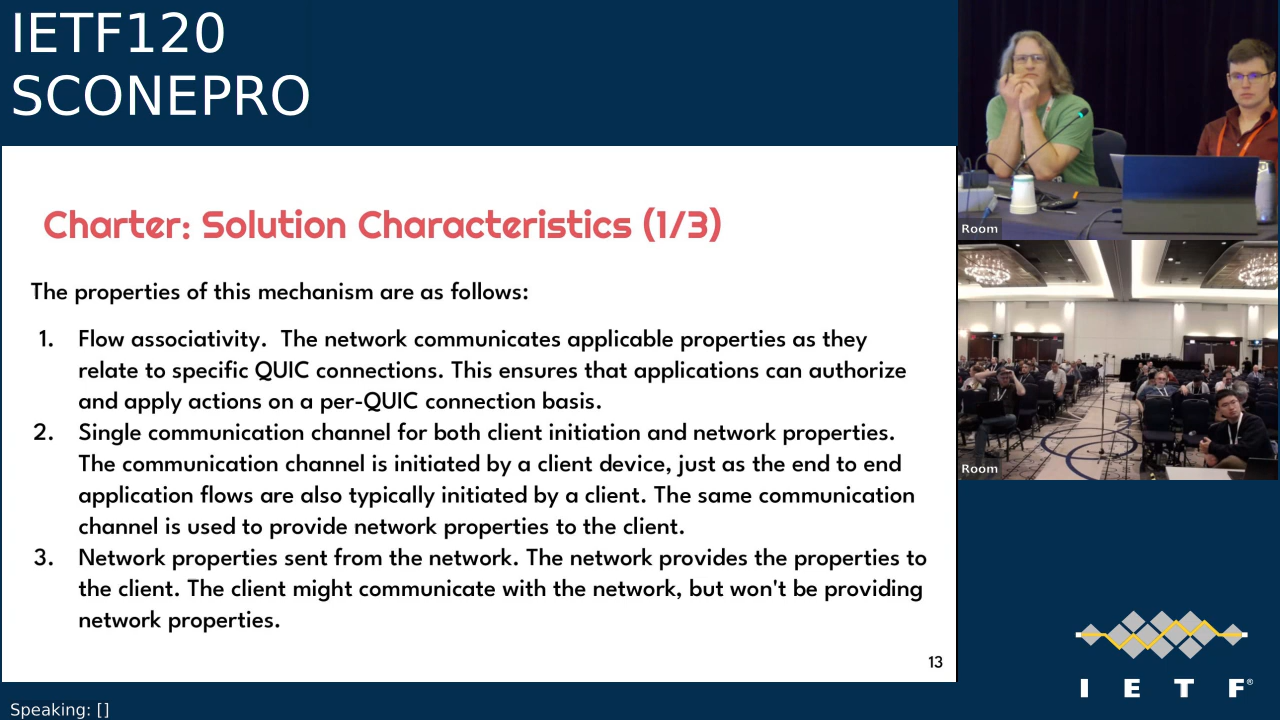 IETF120
SCONEPRO
Charter: Solution Characteristics (1/3)
The properties of this mechanism are as follows:
1. Flow associativity.  The network communicates applicable properties as they
relate to specific QUIC connections. This ensures that applications can authorize
and apply actions on a per-QUIC connection basis.
2. Single communication channel for both client initiation and network properties.
The communication channel is initiated by a client device, just as the end to end
application flows are also typically initiated by a client. The same communication
channel is used to provide network properties to the client.
3. Network properties sent from the network. The network provides the properties to
the client. The client might communicate with the network, but won't be providing
network properties.
13
Room
Room
I E T F®
Speaking: []